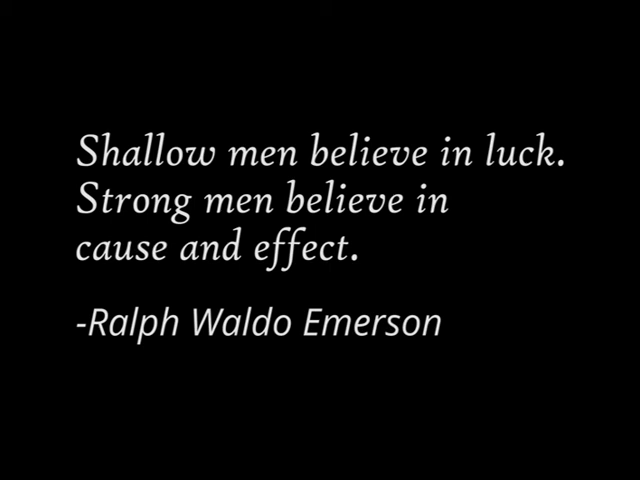 Shallow men believe in luck.
Strong men believe in
cause and effect.
-Ralph Waldo Emerson